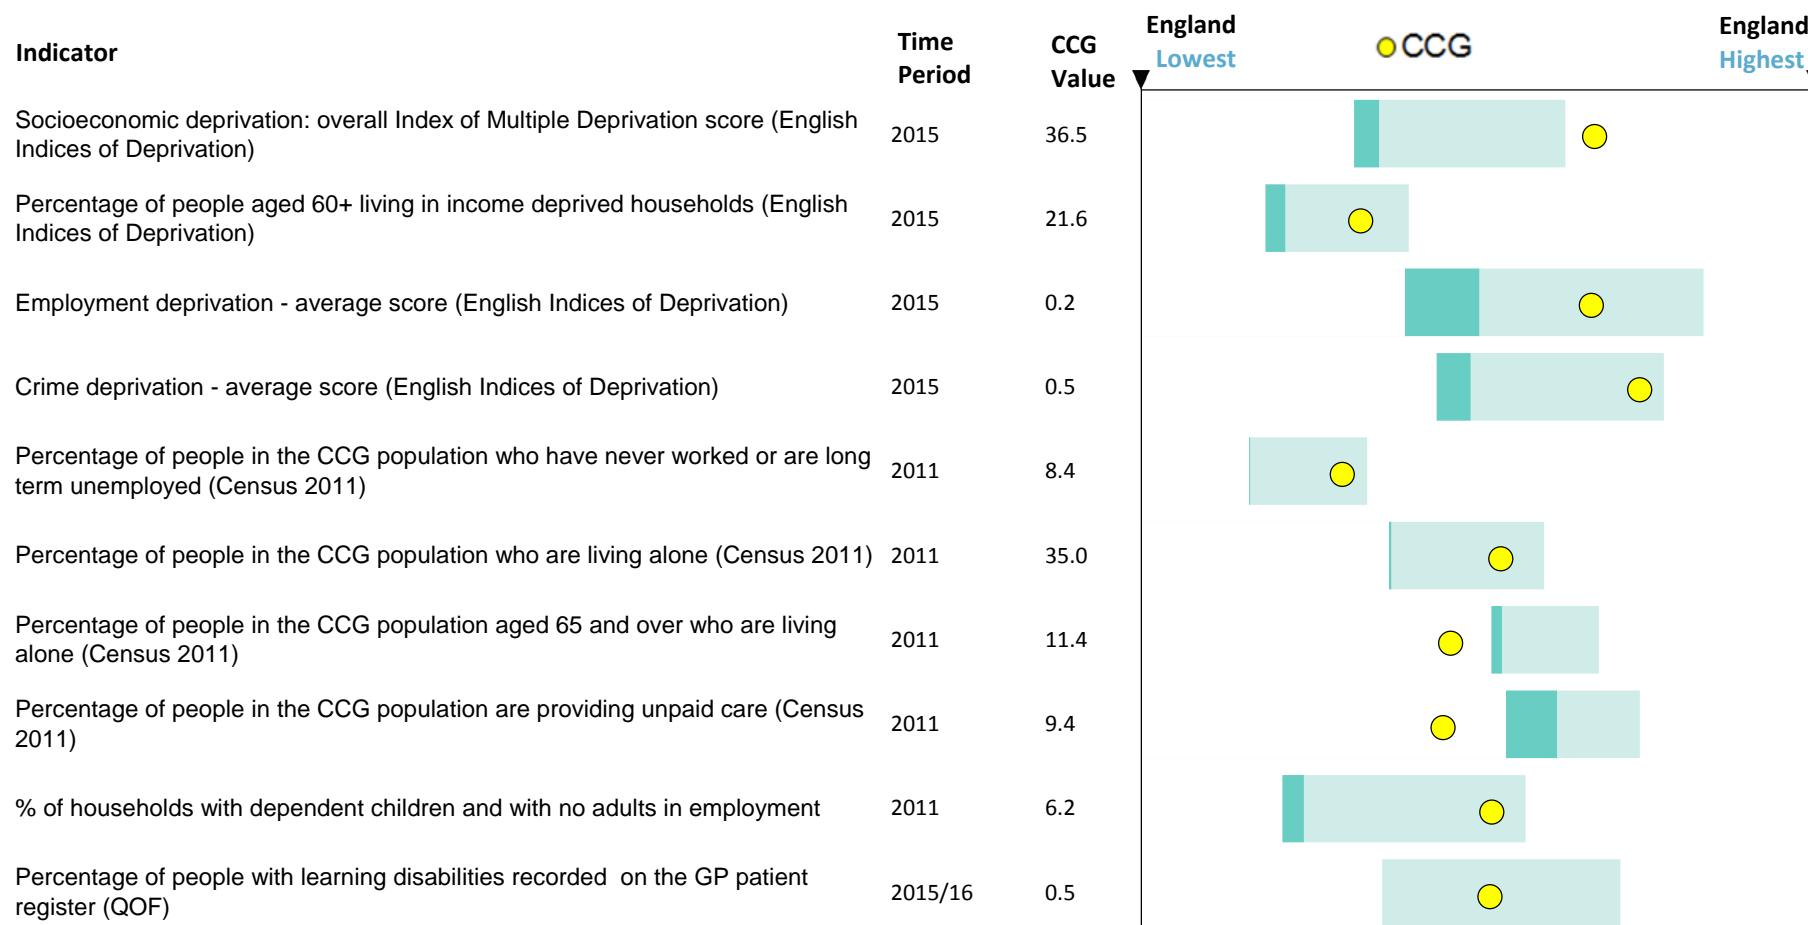 Indicator
Time
Period
CCG
Value
England
Lowest
CCG
England
Highest
Socioeconomic deprivation: overall Index of Multiple Deprivation score (English
Indices of Deprivation)
2015
36.5
Percentage of people aged 60+ living in income deprived households (English
Indices of Deprivation)
2015
21.6
Employment deprivation - average score (English Indices of Deprivation)
2015
0.2
Crime deprivation - average score (English Indices of Deprivation)
2015
0.5
Percentage of people in the CCG population who have never worked or are long
term unemployed (Census 2011)
2011
8.4
Percentage of people in the CCG population who are living alone (Census 2011)
2011
35.0
Percentage of people in the CCG population aged 65 and over who are living
alone (Census 2011)
2011
11.4
Percentage of people in the CCG population are providing unpaid care (Census
2011)
2011
9.4
% of households with dependent children and with no adults in employment
2011
6.2
Percentage of people with learning disabilities recorded  on the GP patient
register (QOF)
2015/16
0.5